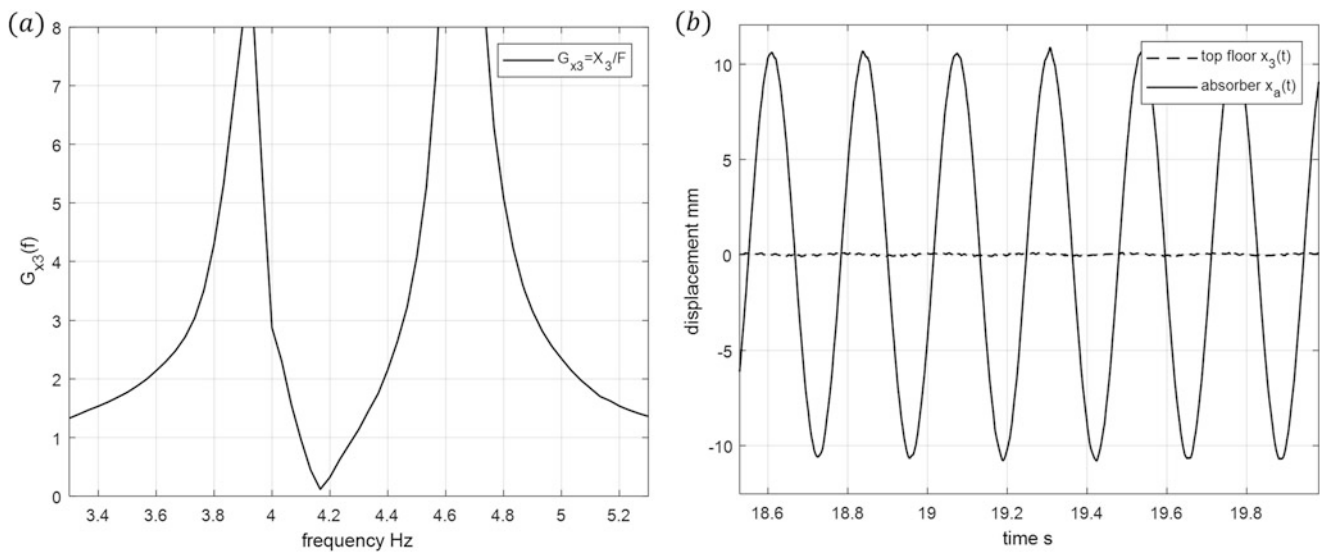 (a)
8
7
6
5
4
3
2
1
0
G_x3(f)
G_x3=X_3/F
3.4 3.6 3.8 4 4.2 4.4 4.6 4.8 5 5.2
frequency Hz
(b)
10
5
0
-5
-10
displacement mm
top floor x_3(t)
absorber x_a(t)
18.6 18.8 19 19.2 19.4 19.6 19.8
time s